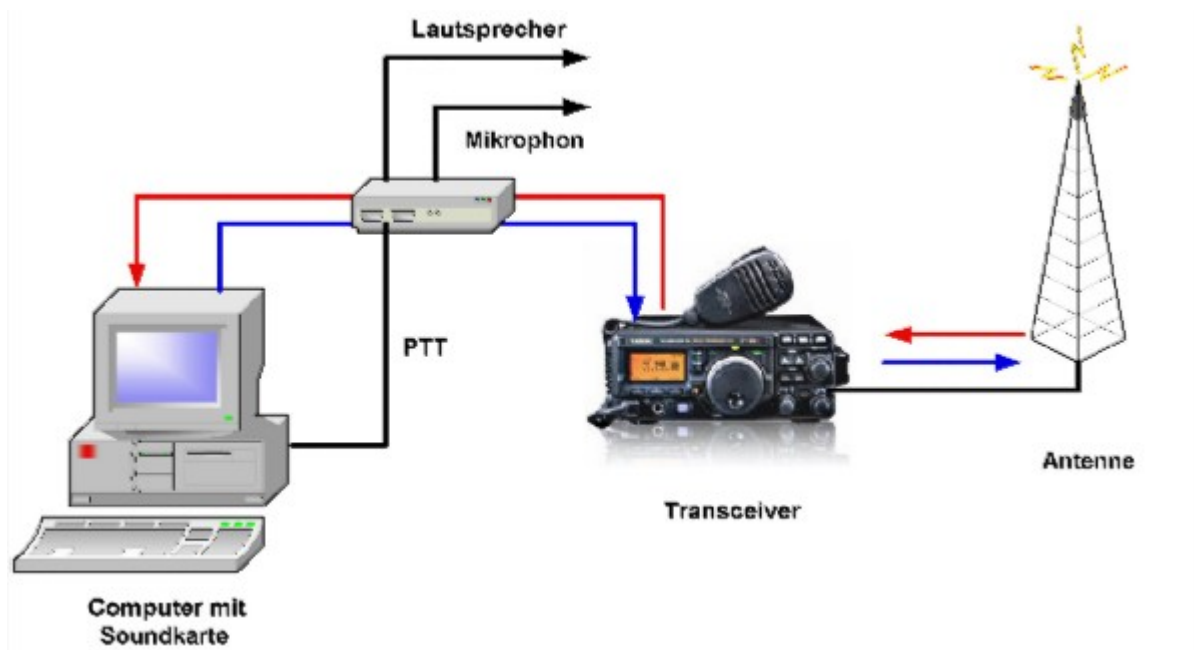 Lautsprecher
Mikrophon
PTT
Antenne
Transceiver
Computer mit
Soundkarte